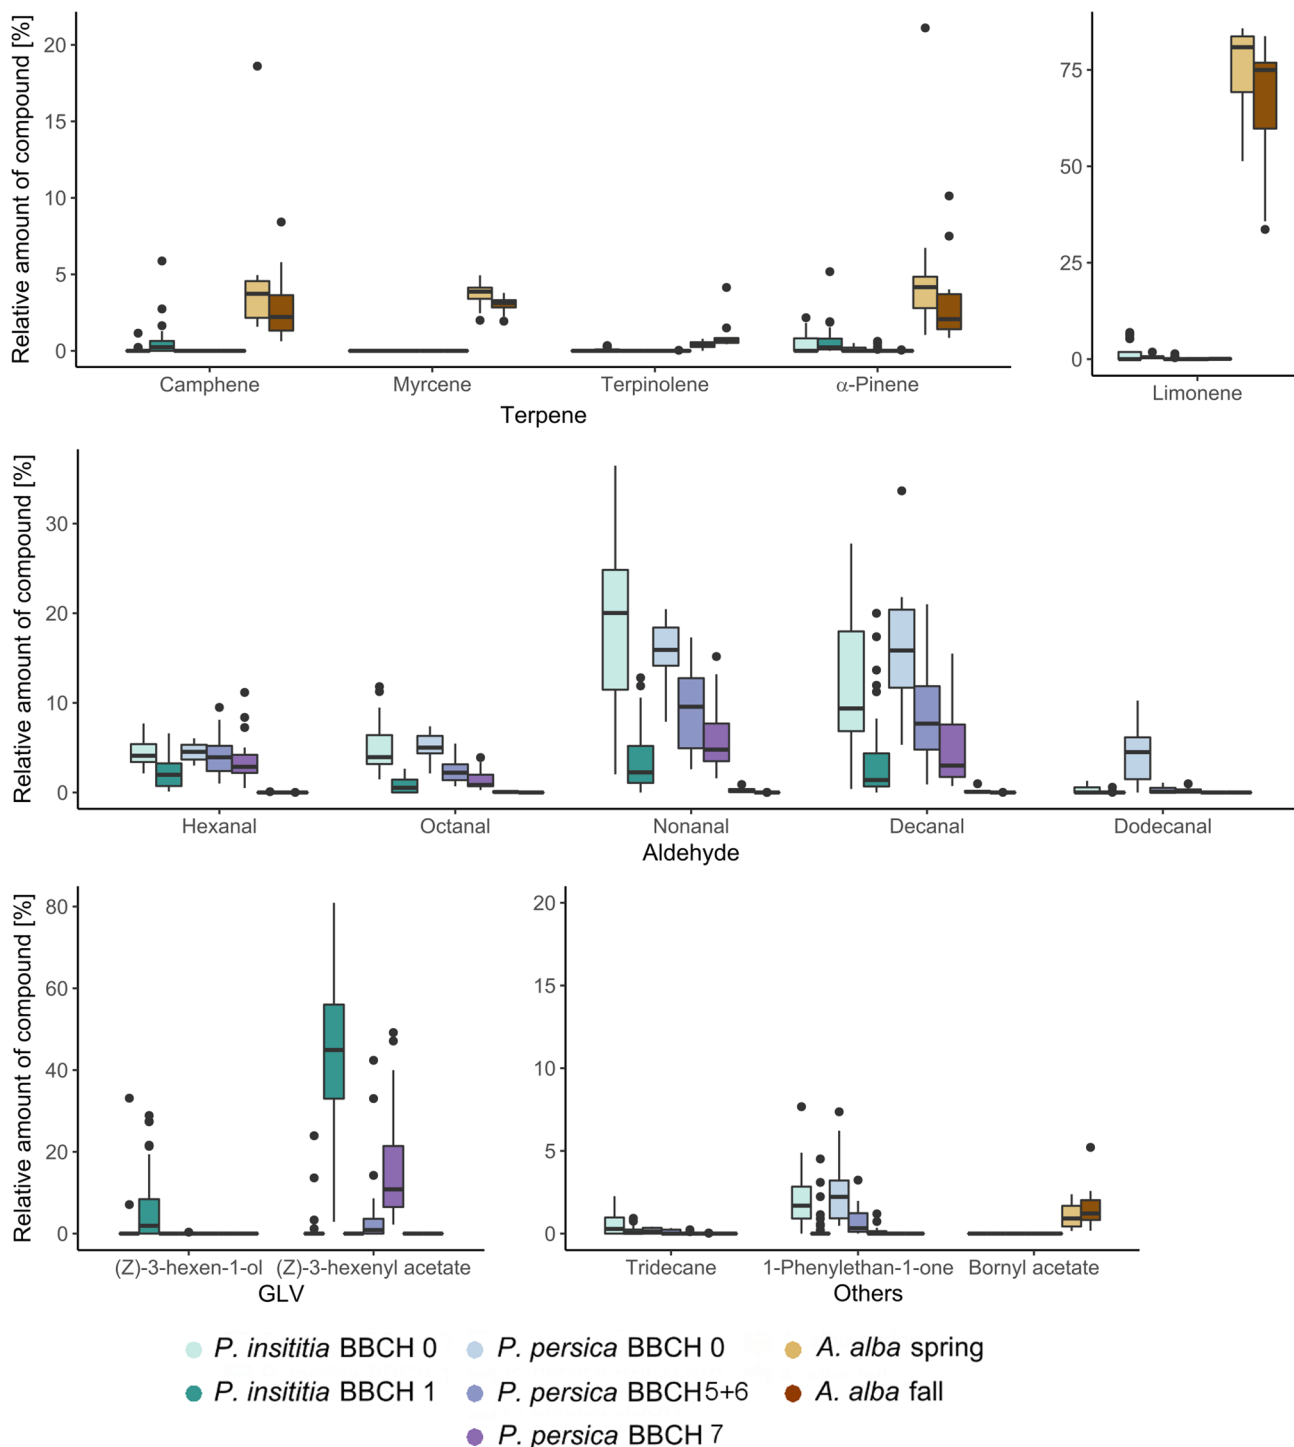 Relative amount of compound [%]
20
15
10
5
0
Camphene Myrcene Terpinolene α-Pinene
Terpene
75
50
25
0
Limonene
Relative amount of compound [%]
30
20
10
0
Hexanal Octanal Nonanal Decanal Dodecanal
Aldehyde
Relative amount of compound [%]
80
60
40
20
0
(Z)-3-hexen-1-ol (Z)-3-hexenyl acetate
GLV
20
15
10
5
0
Tridecane 1-Phenylethan-1-one Bornyl acetate
Others
P. insititia BBCH 0 P. persica BBCH 0 A. alba spring
P. insititia BBCH 1 P. persica BBCH 5+6 A. alba fall
P. persica BBCH 7